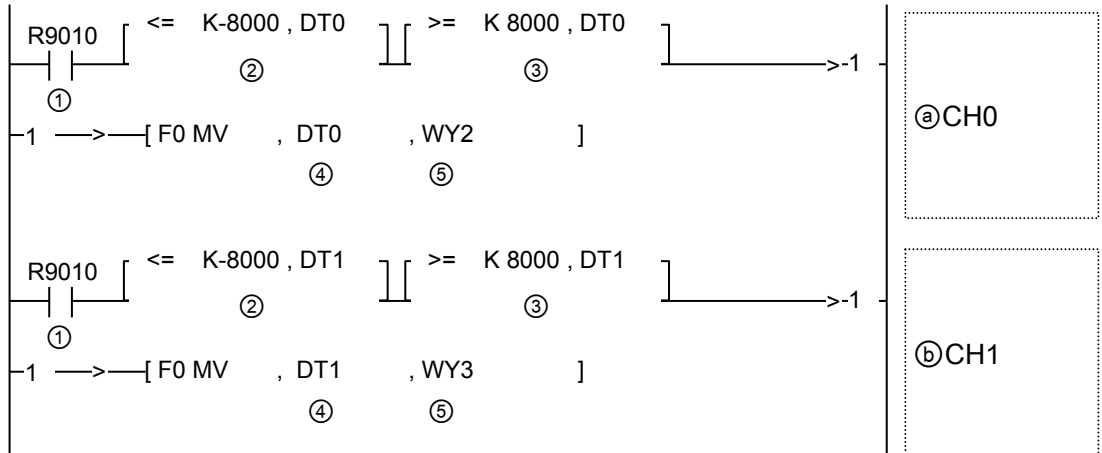 <= K-8000 , DT0 >= K 8000 , DT0
R9010
② ③ >-1
①
ⓐCH0
-1 > [ F0 MV , DT0 , WY2 ]
④ ⑤
<= K-8000 , DT1 >= K 8000 , DT1
R9010
② ③ >-1
①
ⓑCH1
-1 > [ F0 MV , DT1 , WY3 ]
④ ⑤